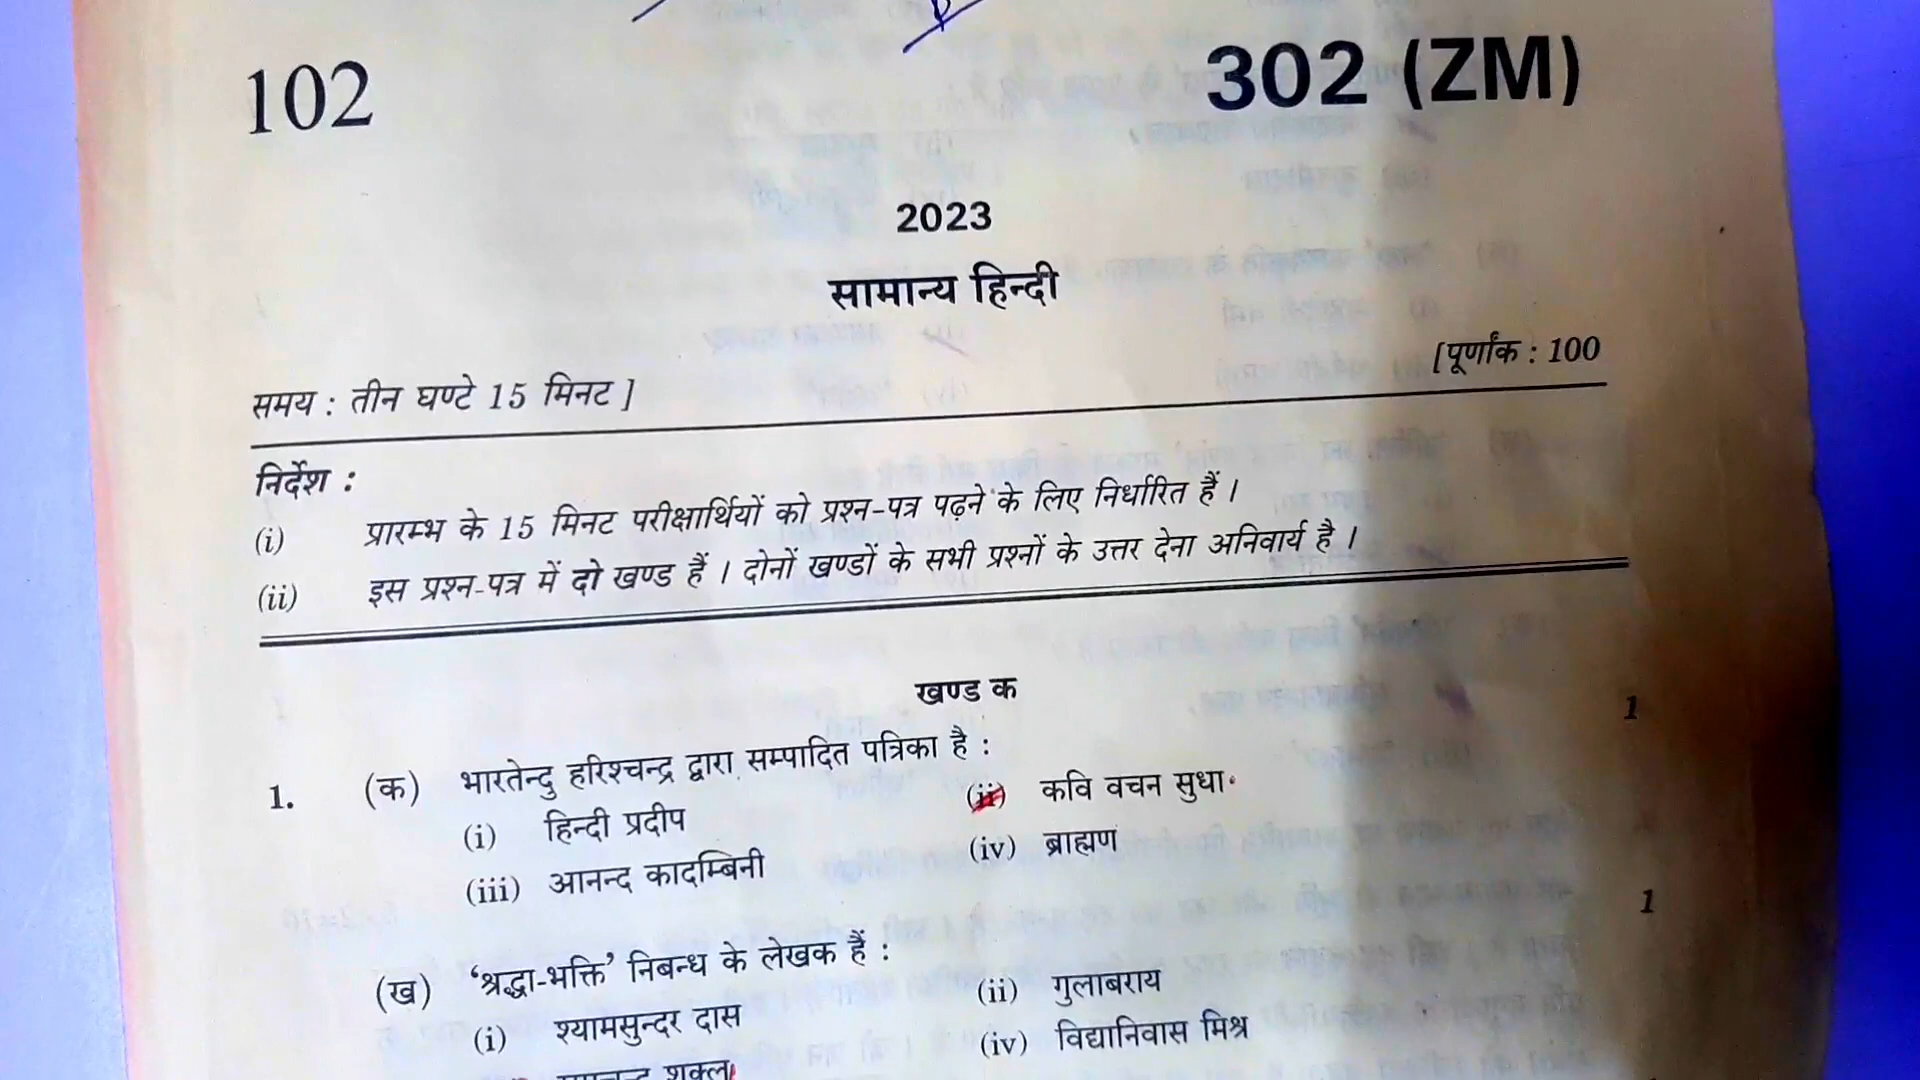 102
302 (ZM)
2023
सामान्य हिन्दी
समय : तीन घण्टे 15 मिनट ]
[पूर्णांक : 100
निर्देश :
(i) प्रारम्भ के 15 मिनट परीक्षार्थियों को प्रश्न-पत्र पढ़ने के लिए निर्धारित हैं ।
(ii) इस प्रश्न-पत्र में दो खण्ड हैं । दोनों खण्डों के सभी प्रश्नों के उत्तर देना अनिवार्य है ।
खण्ड क
1. (क) भारतेन्दु हरिश्चन्द्र द्वारा सम्पादित पत्रिका है : 1
(i) हिन्दी प्रदीप (ii) कवि वचन सुधा
(iii) आनन्द कादम्बिनी (iv) ब्राह्मण
(ख) ‘श्रद्धा-भक्ति’ निबन्ध के लेखक हैं : 1
(i) श्यामसुन्दर दास (ii) गुलाबराय
शुक्ल (iv) विद्यानिवास मिश्र